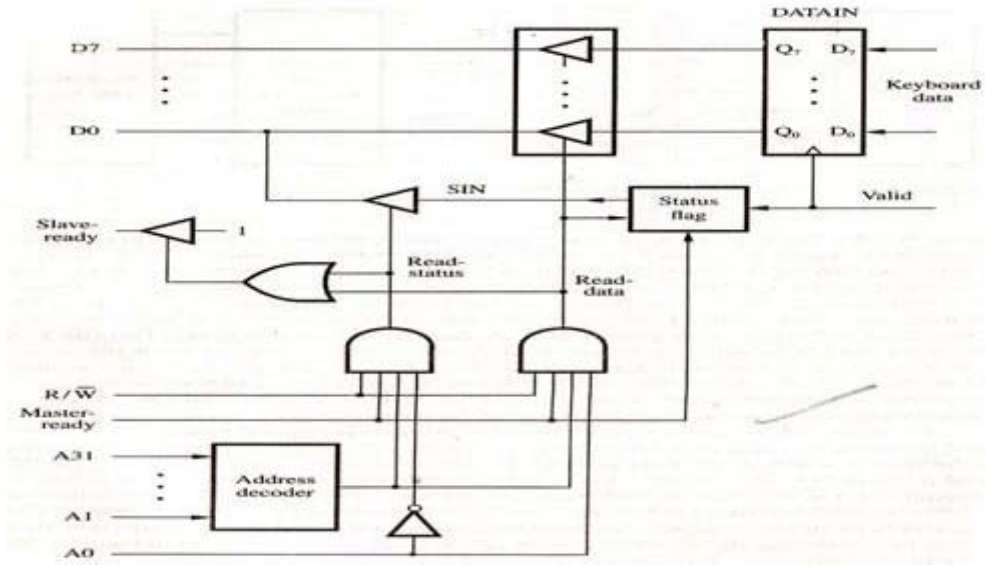 DATAIN
D7
Q7 D7
Keyboard
data
D0
Q0 D0
SIN
Status
flag
Valid
Slave-
ready
1
Read-
status
Read-
data
R / W̅
Master-
ready
A31
Address
decoder
A1
A0